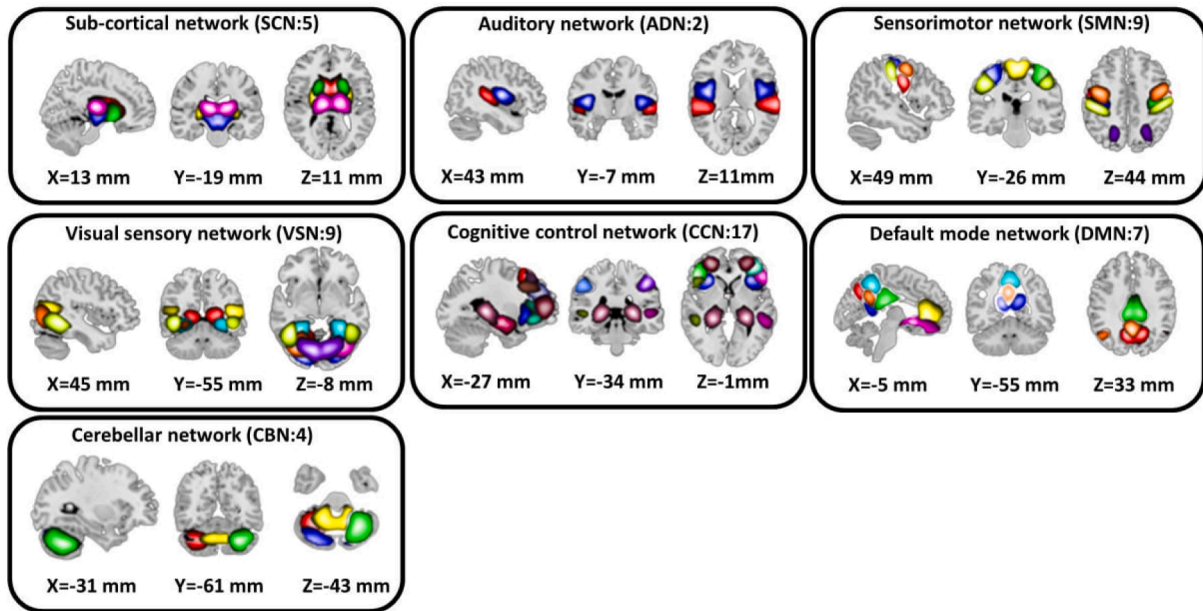 Sub-cortical network (SCN:5)
X=13 mm Y=-19 mm Z=11 mm
Auditory network (ADN:2)
X=43 mm Y=-7 mm Z=11mm
Sensorimotor network (SMN:9)
X=49 mm Y=-26 mm Z=44 mm
Visual sensory network (VSN:9)
X=45 mm Y=-55 mm Z=-8 mm
Cognitive control network (CCN:17)
X=-27 mm Y=-34 mm Z=-1mm
Default mode network (DMN:7)
X=-5 mm Y=-55 mm Z=33 mm
Cerebellar network (CBN:4)
X=-31 mm Y=-61 mm Z=-43 mm